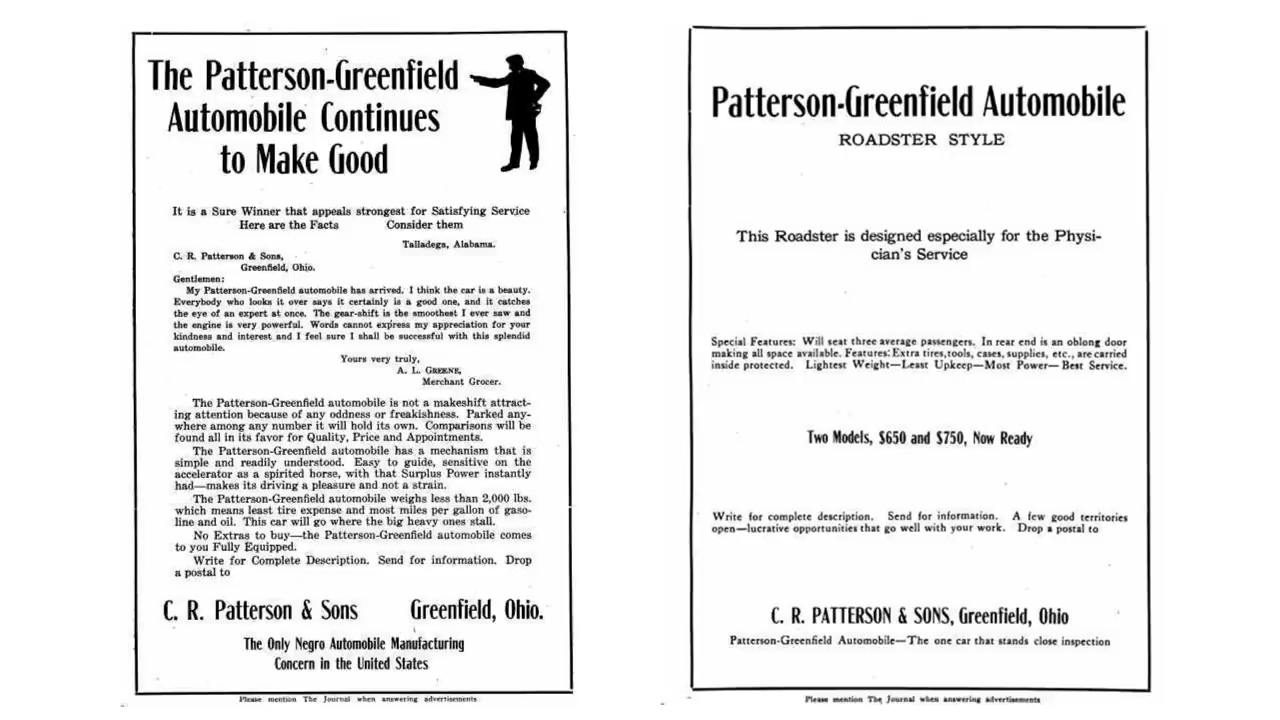 The Patterson-Greenfield
Automobile Continues
to Make Good
It is a Sure Winner that appeals strongest for Satisfying Service
Here are the Facts Consider them
Talladega, Alabama.
C. R. Patterson & Sons,
Greenfield, Ohio.
Gentlemen:
My Patterson-Greenfield automobile has arrived. I think the car is a beauty.
Everybody who looks it over says it certainly is a good one, and it catches
the eye of an expert at once. The gear-shift is the smoothest I ever saw and
the engine is very powerful. Words cannot express my appreciation for your
kindness and interest and I feel sure I shall be successful with this splendid
automobile.
Yours very truly,
A. L. GREENE,
Merchant Grocer.
The Patterson-Greenfield automobile is not a makeshift attract-
ing attention because of any oddness or freakishness. Parked any-
where among any number it will hold its own. Comparisons will be
found all in its favor for Quality, Price and Appointments.
The Patterson-Greenfield automobile has a mechanism that is
simple and readily understood. Easy to guide, sensitive on the
accelerator as a spirited horse, with that Surplus Power instantly
had—makes its driving a pleasure and not a strain.
The Patterson-Greenfield automobile weighs less than 2,000 lbs.
which means least tire expense and most miles per gallon of gaso-
line and oil. This car will go where the big heavy ones stall.
No Extras to buy—the Patterson-Greenfield automobile comes
to you Fully Equipped.
Write for Complete Description. Send for information. Drop
a postal to
C. R. Patterson & Sons Greenfield, Ohio.
The Only Negro Automobile Manufacturing
Concern in the United States
Please mention The Journal when answering advertisements
Patterson-Greenfield Automobile
ROADSTER STYLE
This Roadster is designed especially for the Physi-
cian's Service
Special Features: Will seat three average passengers. In rear end is an oblong door
making all space available. Features: Extra tires, tools, cases, supplies, etc., are carried
inside protected. Lightest Weight—Least Upkeep—Most Power—Best Service.
Two Models, $650 and $750, Now Ready
Write for complete description. Send for information. A few good territories
open—lucrative opportunities that go well with your work. Drop a postal to
C. R. PATTERSON & SONS, Greenfield, Ohio
Patterson-Greenfield Automobile—The one car that stands close inspection
Please mention The Journal when answering advertisements